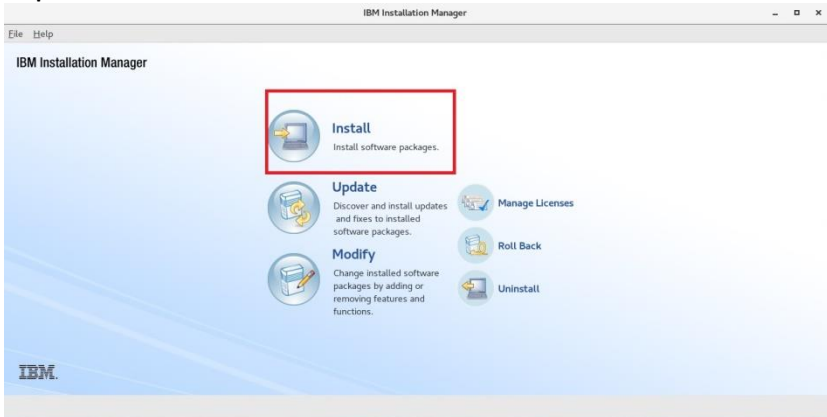 IBM Installation Manager
File Help
IBM Installation Manager
Install
Install software packages.
Update
Discover and install updates
and fixes to installed
software packages.
Manage Licenses
Roll Back
Modify
Change installed software
packages by adding or
removing features and
functions.
Uninstall
IBM.